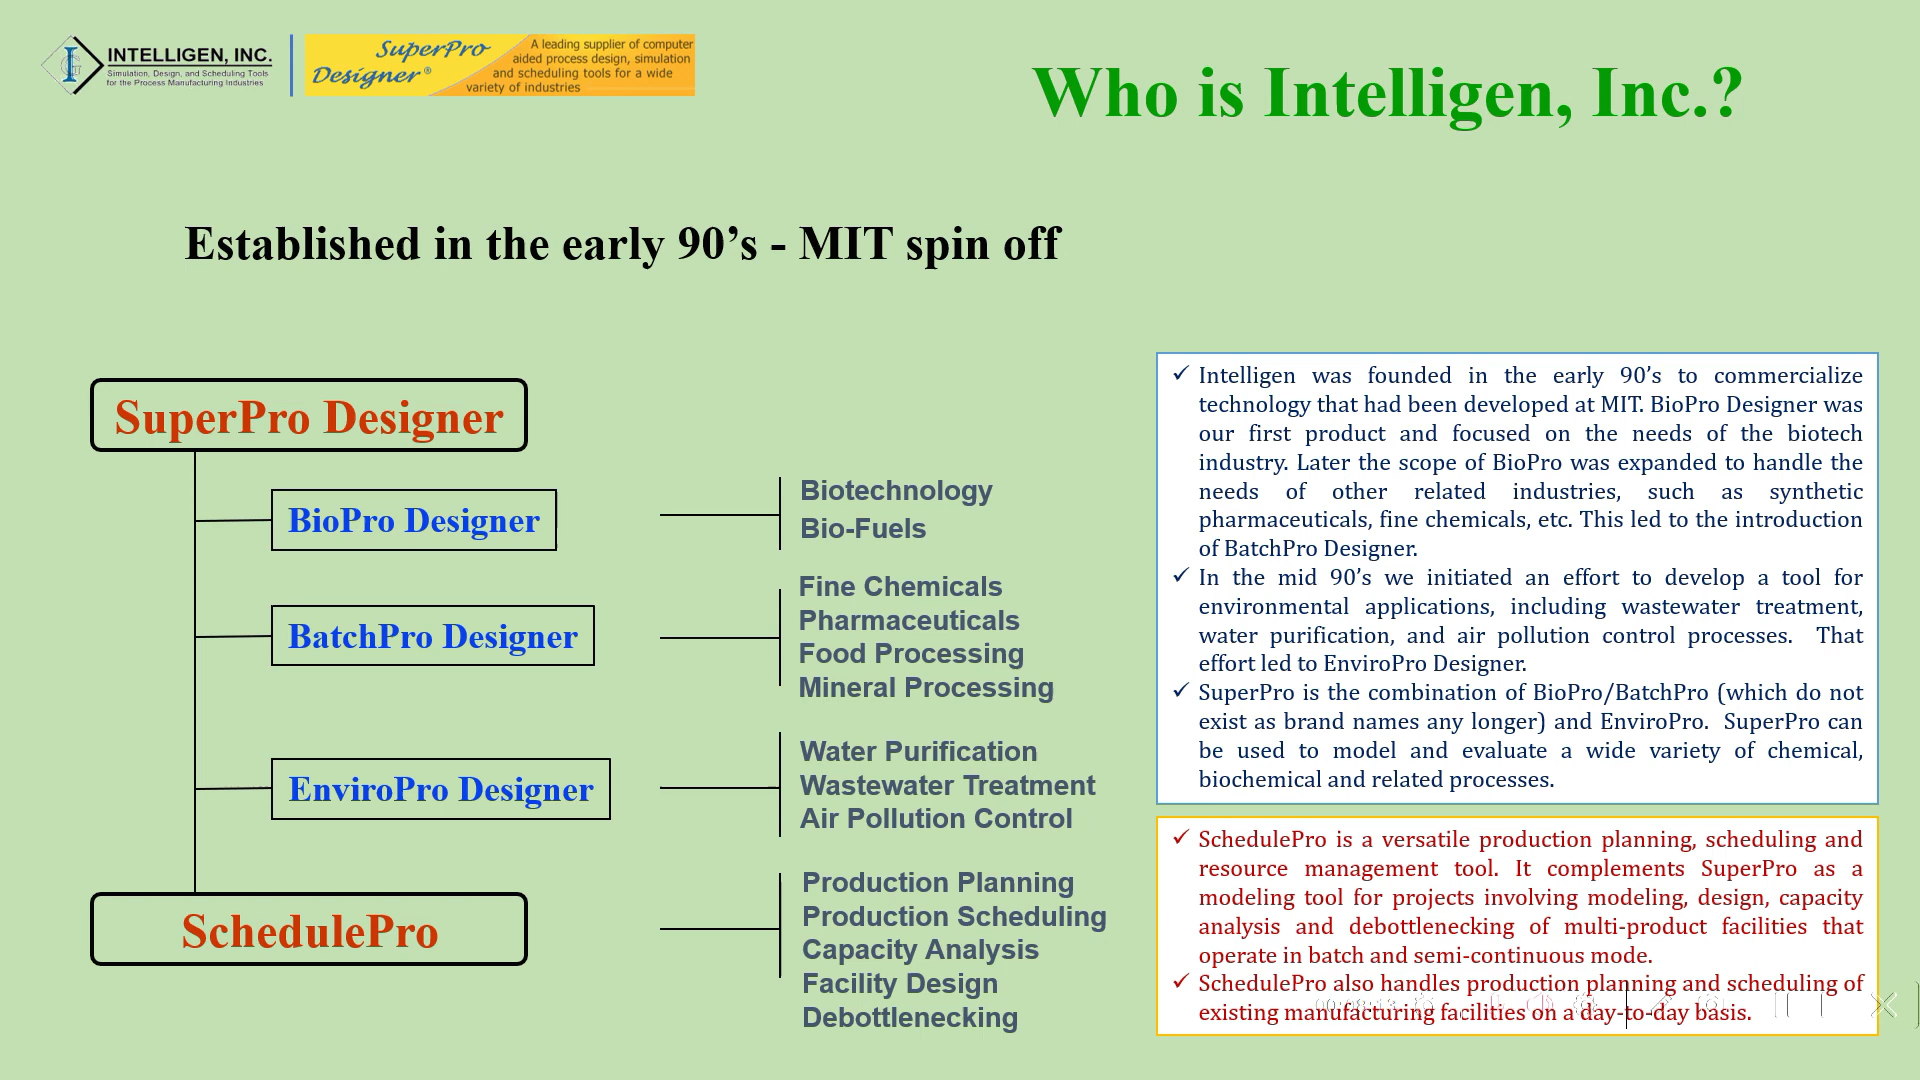 INTELLIGEN, INC.
Simulation, Design, and Scheduling Tools
for the Process Manufacturing Industries
SuperPro
Designer®
A leading supplier of computer
aided process design, simulation
and scheduling tools for a wide
variety of industries
Who is Intelligen, Inc.?
Established in the early 90’s - MIT spin off
SuperPro Designer
BioPro Designer
Biotechnology
Bio-Fuels
BatchPro Designer
Fine Chemicals
Pharmaceuticals
Food Processing
Mineral Processing
EnviroPro Designer
Water Purification
Wastewater Treatment
Air Pollution Control
SchedulePro
Production Planning
Production Scheduling
Capacity Analysis
Facility Design
Debottlenecking
✓ Intelligen was founded in the early 90’s to commercialize
technology that had been developed at MIT. BioPro Designer was
our first product and focused on the needs of the biotech
industry. Later the scope of BioPro was expanded to handle the
needs of other related industries, such as synthetic
pharmaceuticals, fine chemicals, etc. This led to the introduction
of BatchPro Designer.
✓ In the mid 90’s we initiated an effort to develop a tool for
environmental applications, including wastewater treatment,
water purification, and air pollution control processes. That
effort led to EnviroPro Designer.
✓ SuperPro is the combination of BioPro/BatchPro (which do not
exist as brand names any longer) and EnviroPro. SuperPro can
be used to model and evaluate a wide variety of chemical,
biochemical and related processes.
✓ SchedulePro is a versatile production planning, scheduling and
resource management tool. It complements SuperPro as a
modeling tool for projects involving modeling, design, capacity
analysis and debottlenecking of multi-product facilities that
operate in batch and semi-continuous mode.
✓ SchedulePro also handles production planning and scheduling of
existing manufacturing facilities on a day-to-day basis.